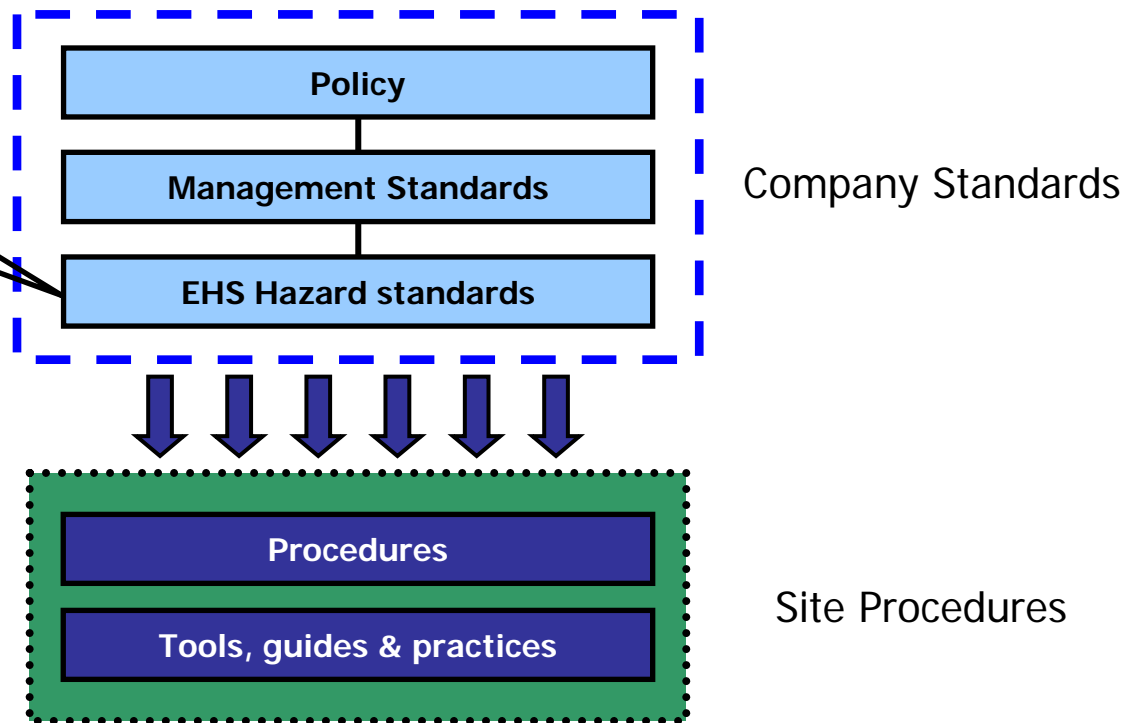 Policy
Management Standards
Company Standards
EHS Hazard standards
Procedures
Site Procedures
Tools, guides & practices